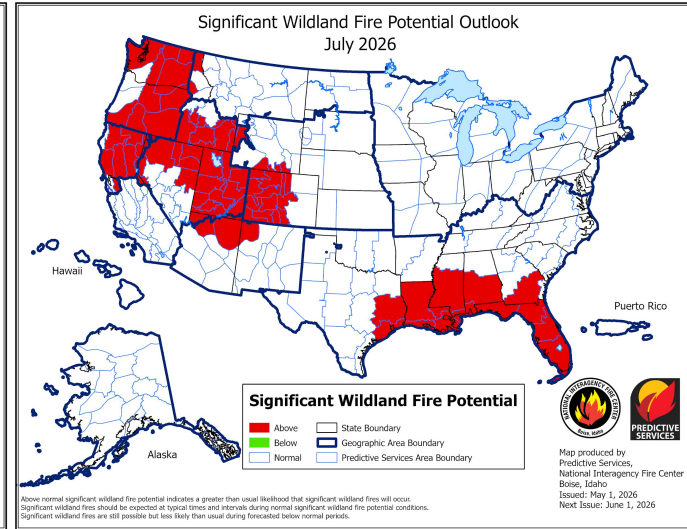 Significant Wildland Fire Potential Outlook
July 2026
Hawaii
Puerto Rico
Alaska
Significant Wildland Fire Potential
Above
State Boundary
Below
Geographic Area Boundary
Normal
Predictive Services Area Boundary
NATIONAL INTERAGENCY FIRE CENTER
Boise, Idaho
PREDICTIVE
SERVICES
Map produced by
Predictive Services,
National Interagency Fire Center
Boise, Idaho
Issued: May 1, 2026
Next Issue: June 1, 2026
Above normal significant wildland fire potential indicates a greater than usual likelihood that significant wildland fires will occur.
Significant wildland fires should be expected at typical times and intervals during normal significant wildland fire potential conditions.
Significant wildland fires are still possible but less likely than usual during forecasted below normal periods.